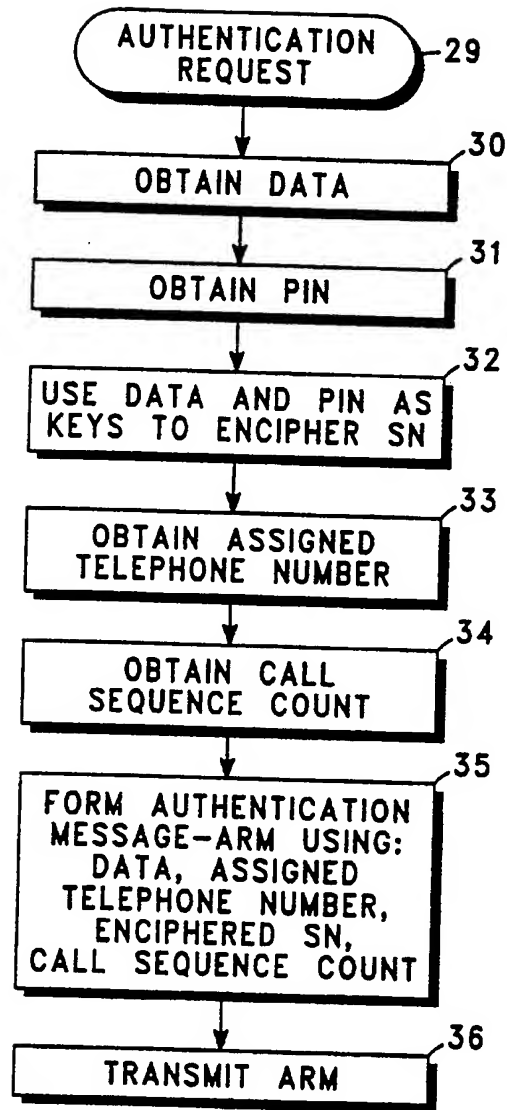 AUTHENTICATION
REQUEST
29
30
OBTAIN DATA
31
OBTAIN PIN
32
USE DATA AND PIN AS
KEYS TO ENCIPHER SN
33
OBTAIN ASSIGNED
TELEPHONE NUMBER
34
OBTAIN CALL
SEQUENCE COUNT
35
FORM AUTHENTICATION
MESSAGE-ARM USING:
DATA, ASSIGNED
TELEPHONE NUMBER,
ENCIPHERED SN,
CALL SEQUENCE COUNT
36
TRANSMIT ARM